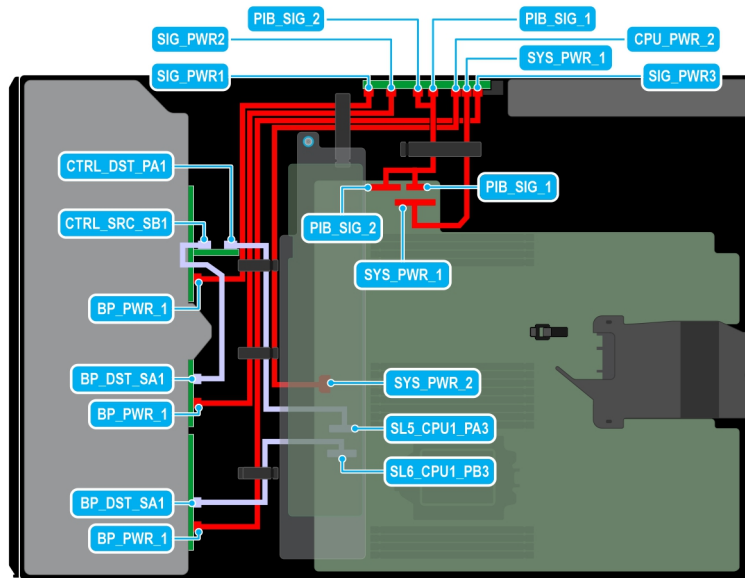 PIB_SIG_2
PIB_SIG_1
SIG_PWR2
CPU_PWR_2
SYS_PWR_1
SIG_PWR1
SIG_PWR3
CTRL_DST_PA1
PIB_SIG_1
CTRL_SRC_SB1
PIB_SIG_2
SYS_PWR_1
BP_PWR_1
BP_DST_SA1
SYS_PWR_2
BP_PWR_1
SL5_CPU1_PA3
SL6_CPU1_PB3
BP_DST_SA1
BP_PWR_1